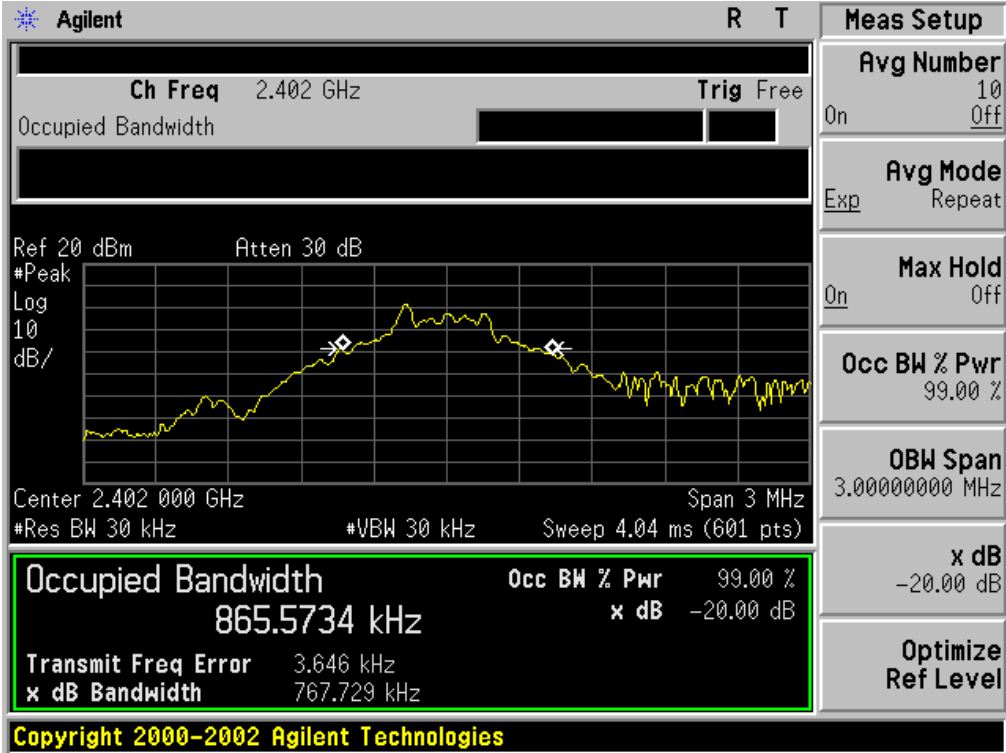 Agilent R T
Ch Freq 2.402 GHz Trig Free
Occupied Bandwidth
Ref 20 dBm Atten 30 dB
#Peak
Log
10
dB/
Center 2.402 000 GHz Span 3 MHz
#Res BW 30 kHz #VBW 30 kHz Sweep 4.04 ms (601 pts)
Occupied Bandwidth Occ BW % Pwr 99.00 %
865.5734 kHz x dB -20.00 dB
Transmit Freq Error 3.646 kHz
x dB Bandwidth 767.729 kHz
Copyright 2000-2002 Agilent Technologies
Meas Setup
Avg Number
10
On Off
Avg Mode
Exp Repeat
Max Hold
On Off
Occ BW % Pwr
99.00 %
OBW Span
3.00000000 MHz
x dB
-20.00 dB
Optimize
Ref Level